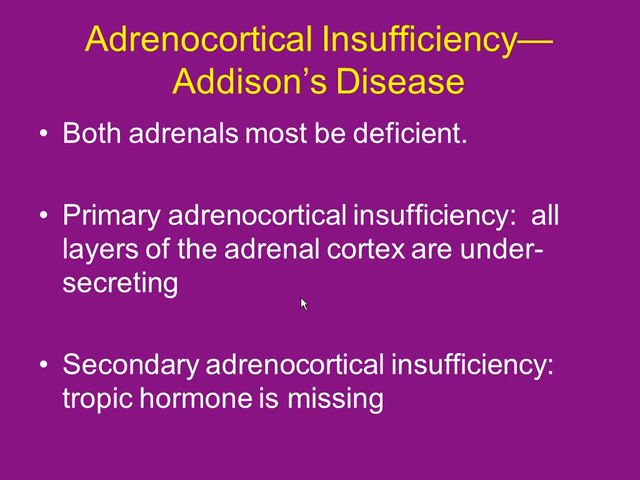 Adrenocortical Insufficiency—
Addison’s Disease
• Both adrenals most be deficient.
• Primary adrenocortical insufficiency:  all
layers of the adrenal cortex are under-
secreting
• Secondary adrenocortical insufficiency:
tropic hormone is missing